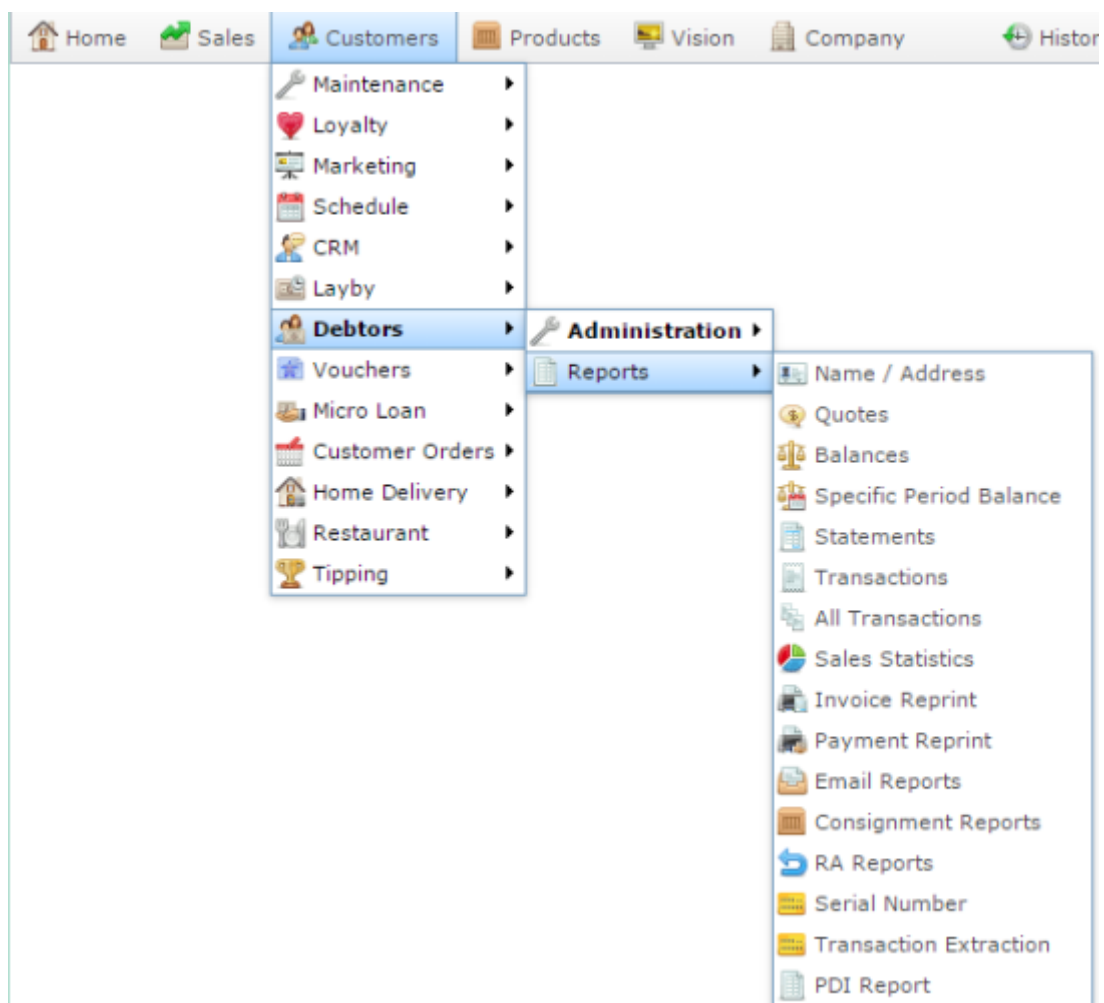 Home Sales Customers Products Vision Company Histor
Maintenance
Loyalty
Marketing
Schedule
CRM
Layby
Debtors
Vouchers
Micro Loan
Customer Orders
Home Delivery
Restaurant
Tipping
Administration
Reports
Name / Address
Quotes
Balances
Specific Period Balance
Statements
Transactions
All Transactions
Sales Statistics
Invoice Reprint
Payment Reprint
Email Reports
Consignment Reports
RA Reports
Serial Number
Transaction Extraction
PDI Report